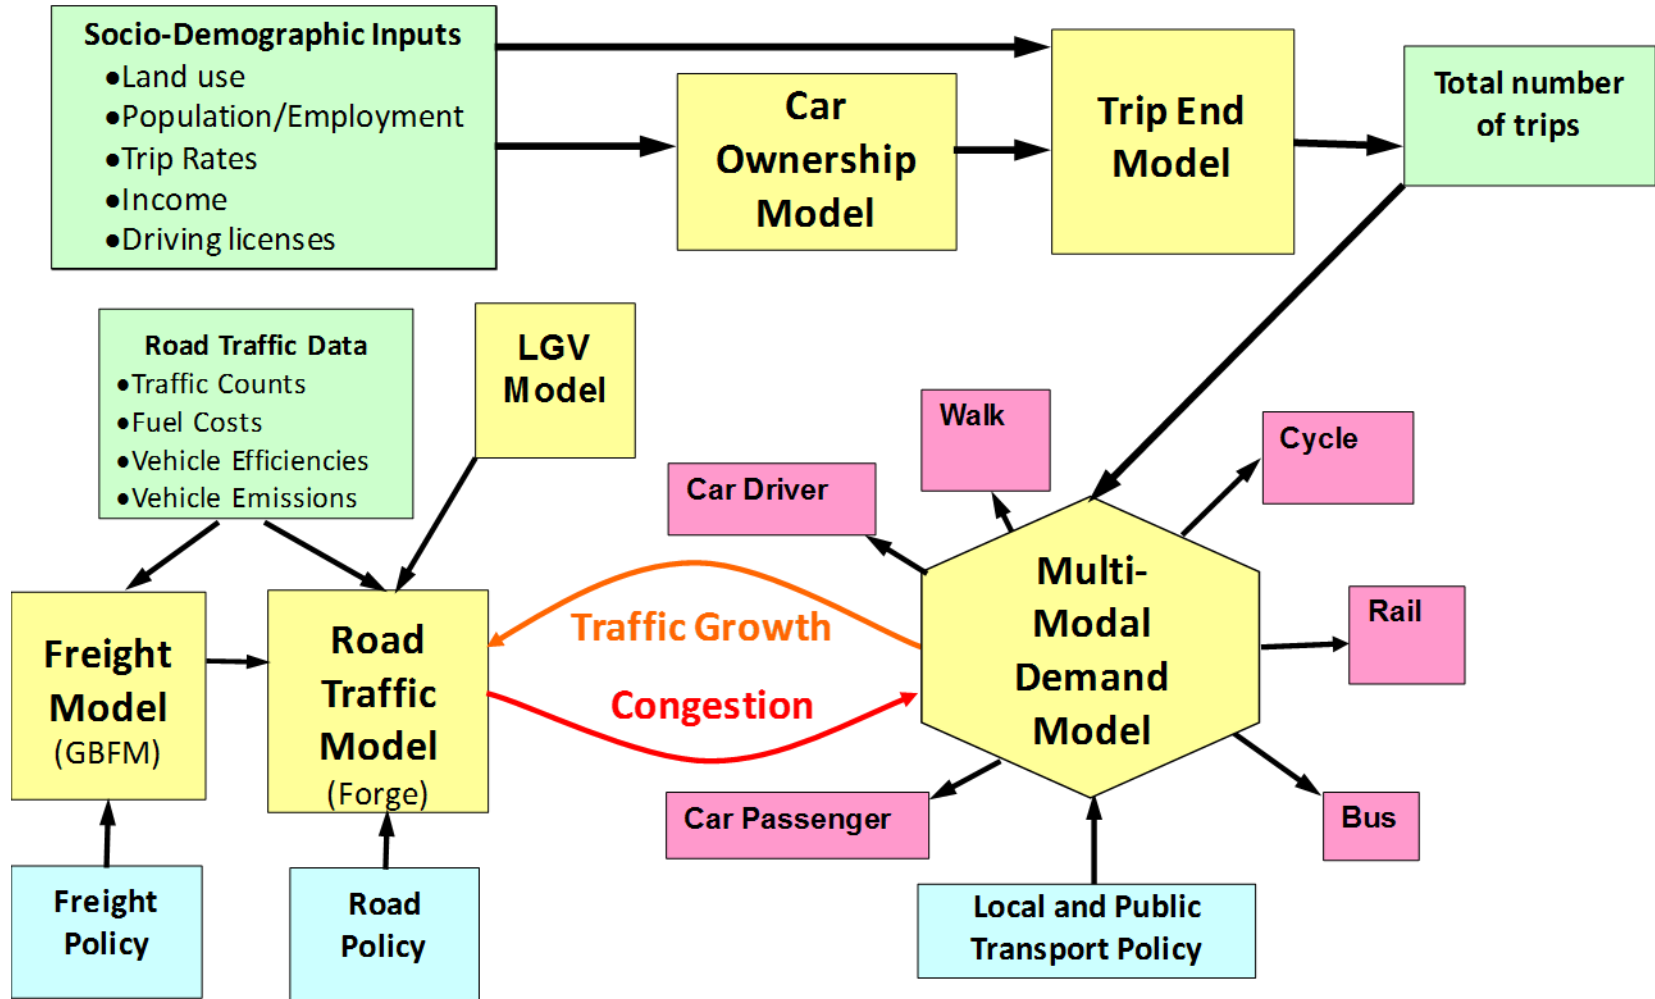 Socio-Demographic Inputs
●Land use
●Population/Employment
●Trip Rates
●Income
●Driving licenses
Car
Ownership
Model
Trip End
Model
Total number
of trips
Road Traffic Data
●Traffic Counts
●Fuel Costs
●Vehicle Efficiencies
●Vehicle Emissions
LGV
Model
Walk
Cycle
Car Driver
Multi-
Modal
Demand
Model
Rail
Traffic Growth
Congestion
Freight
Model
(GBFM)
Road
Traffic
Model
(Forge)
Car Passenger
Bus
Freight
Policy
Road
Policy
Local and Public
Transport Policy